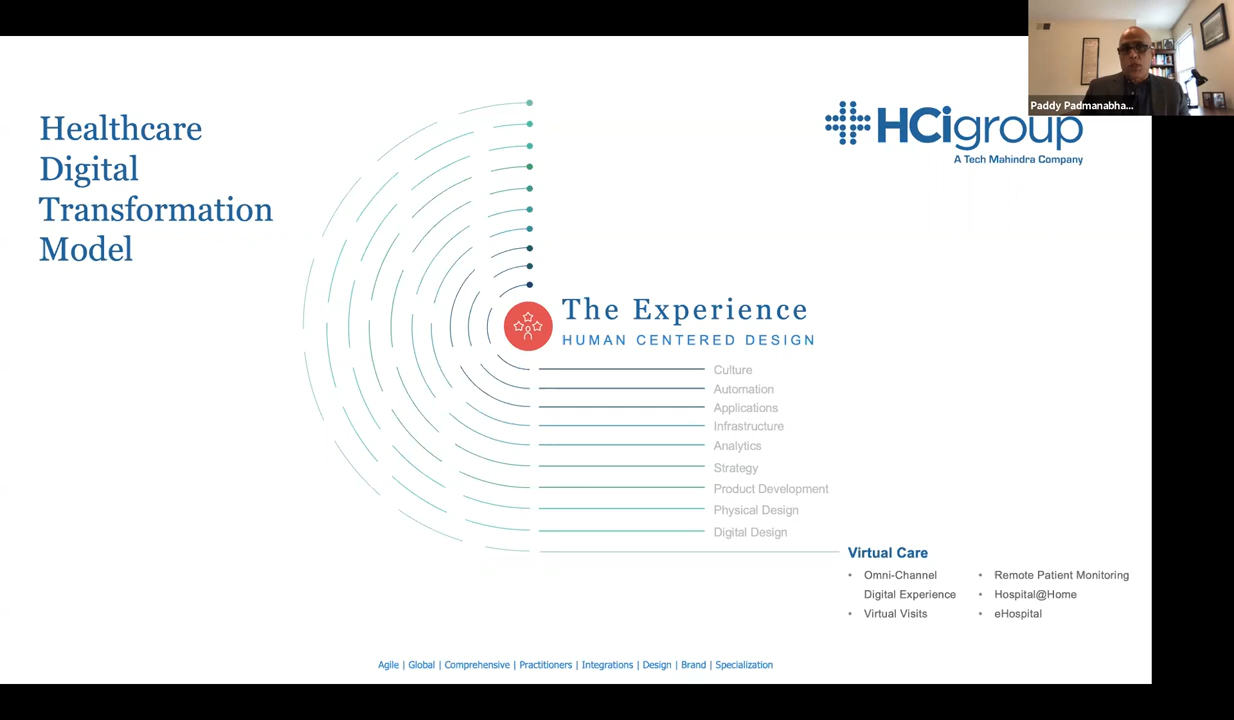 Paddy Padmanabha...
Healthcare
Digital
Transformation
Model
HCigroup
A Tech Mahindra Company
The Experience
HUMAN CENTERED DESIGN
Culture
Automation
Applications
Infrastructure
Analytics
Strategy
Product Development
Physical Design
Digital Design
Virtual Care
• Omni-Channel
Digital Experience
• Virtual Visits
• Remote Patient Monitoring
• Hospital@Home
• eHospital
Agile | Global | Comprehensive | Practitioners | Integrations | Design | Brand | Specialization